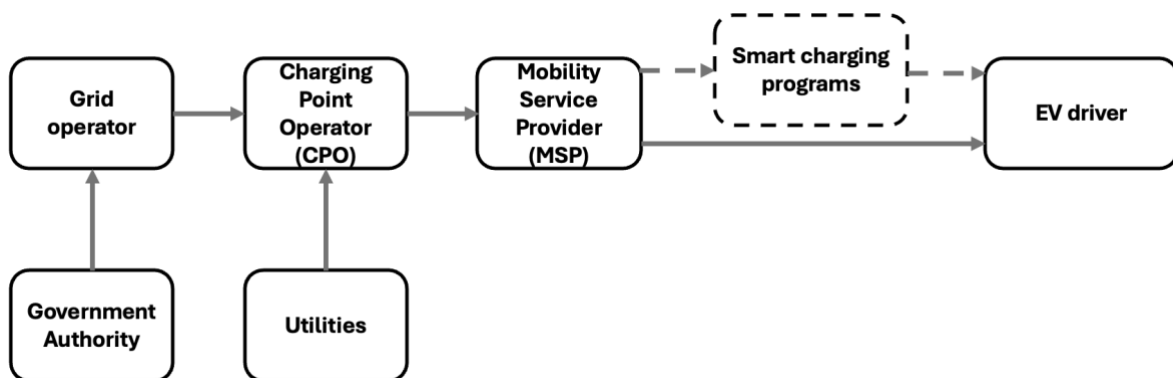 Grid
operator
Charging
Point
Operator
(CPO)
Mobility
Service
Provider
(MSP)
Smart charging
programs
EV driver
Government
Authority
Utilities